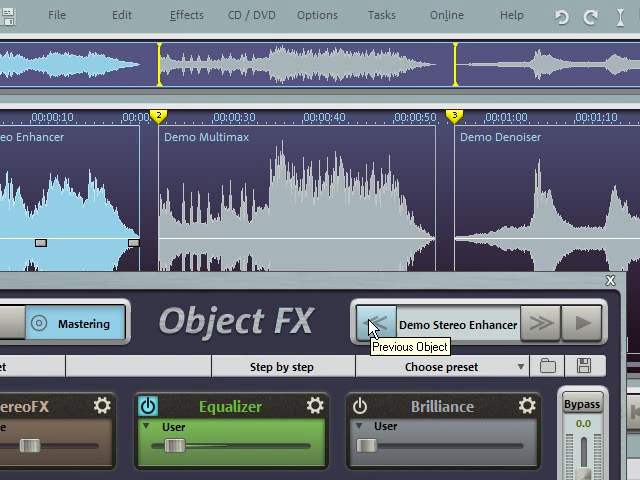 File Edit Effects CD / DVD Options Tasks Online Help
00:00:10 00:00:30 00:00:40 00:00:50 00:01:00 00:01:10
2 3
eo Enhancer Demo Multimax Demo Denoiser
X
Mastering Object FX Demo Stereo Enhancer
Previous Object
et Step by step Choose preset
ereoFX Equalizer Brilliance Bypass
e User User 0.0